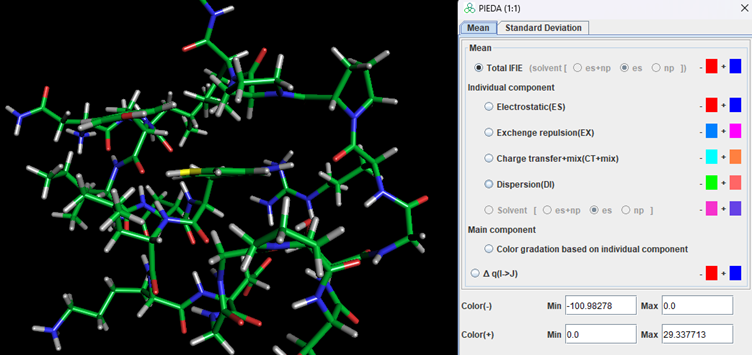 PIEDA (1:1)
Mean Standard Deviation
Mean
Total IFIE (solvent [ es+np es np ]) - +
Individual component
Electrostatic(ES) - +
Exchange repulsion(EX) - +
Charge transfer+mix(CT+mix) - +
Dispersion(DI) - +
Solvent [ es+np es np ] - +
Main component
Color gradation based on individual component
Δ q(I->J) - +
Color(-) Min -100.98278 Max 0.0
Color(+) Min 0.0 Max 29.337713